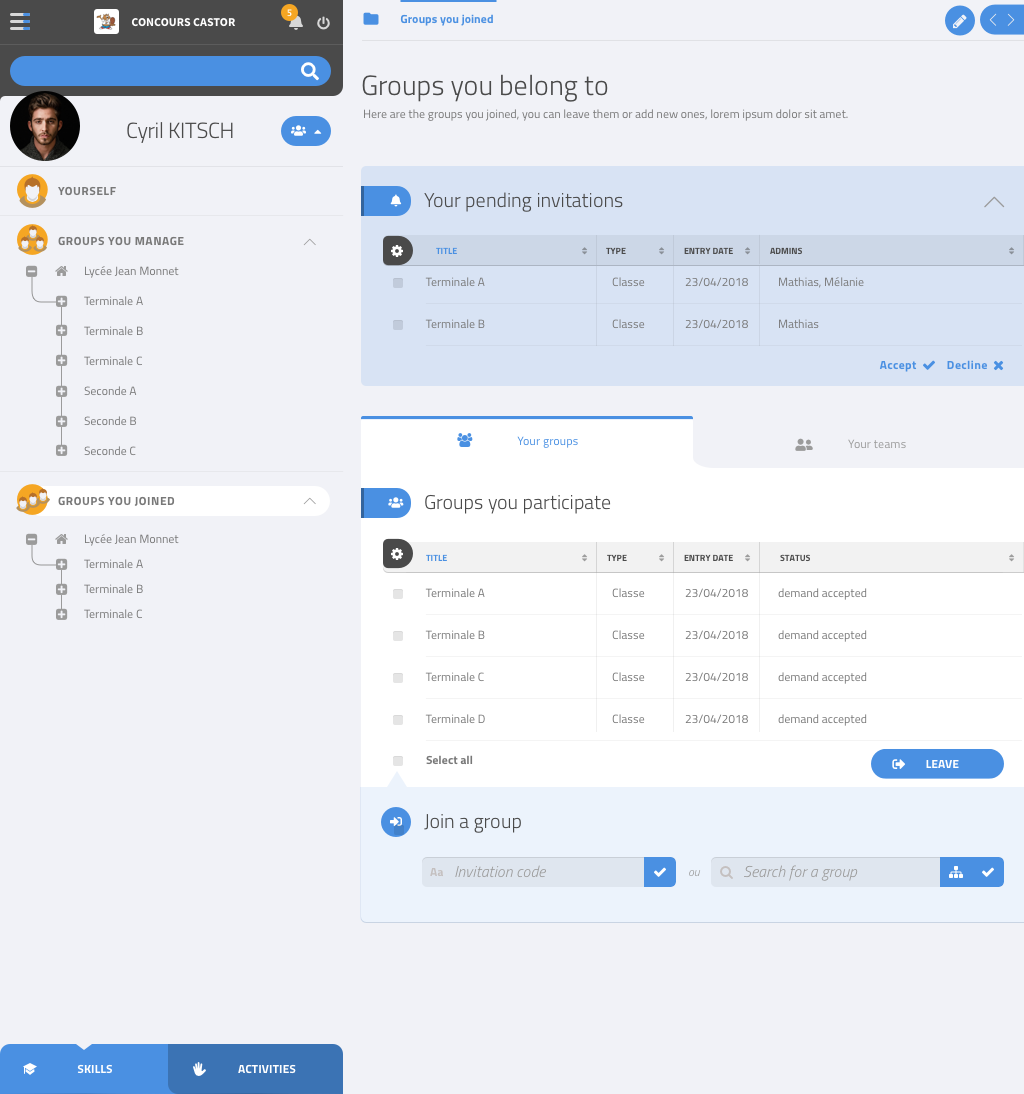 CONCOURS CASTOR
5
Cyril KITSCH
YOURSELF
GROUPS YOU MANAGE
Lycée Jean Monnet
Terminale A
Terminale B
Terminale C
Seconde A
Seconde B
Seconde C
GROUPS YOU JOINED
Lycée Jean Monnet
Terminale A
Terminale B
Terminale C
SKILLS
ACTIVITIES
Groups you joined
Groups you belong to
Here are the groups you joined, you can leave them or add new ones, lorem ipsum dolor sit amet.
Your pending invitations
TITLE TYPE ENTRY DATE ADMINS
Terminale A Classe 23/04/2018 Mathias, Mélanie
Terminale B Classe 23/04/2018 Mathias
Accept Decline
Your groups Your teams
Groups you participate
TITLE TYPE ENTRY DATE STATUS
Terminale A Classe 23/04/2018 demand accepted
Terminale B Classe 23/04/2018 demand accepted
Terminale C Classe 23/04/2018 demand accepted
Terminale D Classe 23/04/2018 demand accepted
Select all LEAVE
Join a group
Aa Invitation code ou Search for a group